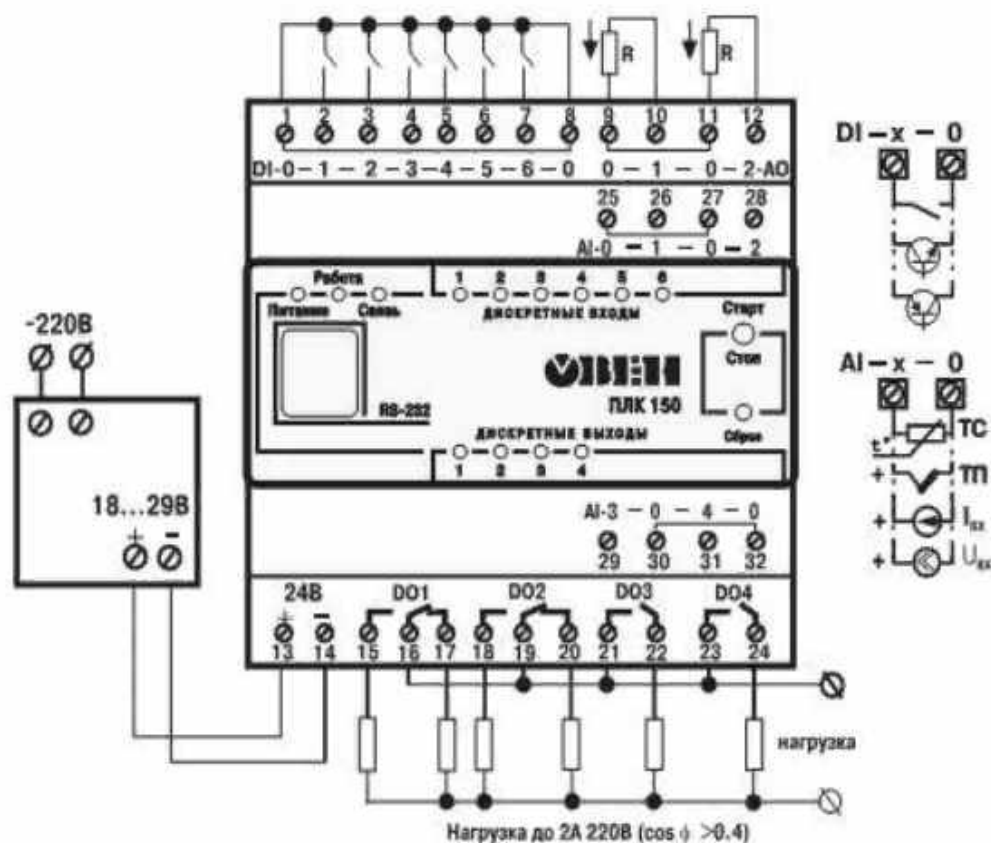 R R
1 2 3 4 5 6 7 8 9 10 11 12
DI-0 - 1 - 2 - 3 - 4 - 5 - 6 - 0 0 - 1 - 0 - 2-AO
25 26 27 28
AI-0 - 1 - 0 - 2
DI - x - 0
Работа
Питание Связь
1 2 3 4 5 6
ДИСКРЕТНЫЕ ВХОДЫ
Старт
Стоп
ОВЕН
ПЛК 150
RS-232
Сброс
ДИСКРЕТНЫЕ ВЫХОДЫ
1 2 3 4
~220В
18...29В
+ -
AI - x - 0
t° ТС
+ ТП
+ Iвх
+ Uвх
AI-3 - 0 - 4 - 0
29 30 31 32
24В DO1 DO2 DO3 DO4
+ -
13 14 15 16 17 18 19 20 21 22 23 24
нагрузка
Нагрузка до 2А 220В (cos ϕ >0.4)